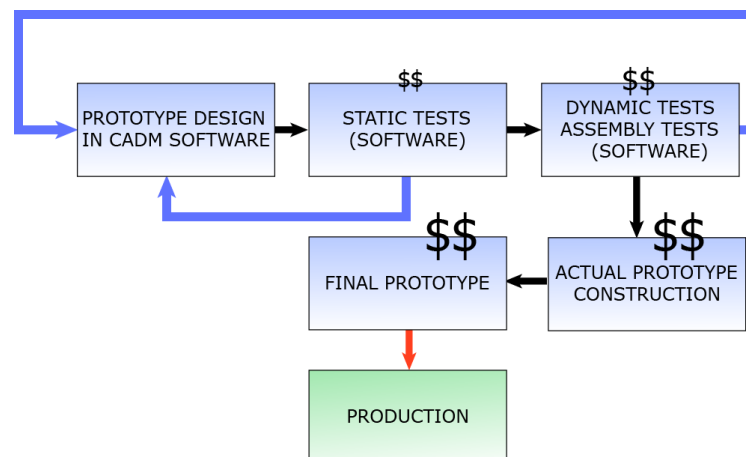 $$
$$
PROTOTYPE DESIGN
IN CADM SOFTWARE
STATIC TESTS
(SOFTWARE)
DYNAMIC TESTS
ASSEMBLY TESTS
(SOFTWARE)
$$
$$
FINAL PROTOTYPE
ACTUAL PROTOTYPE
CONSTRUCTION
PRODUCTION